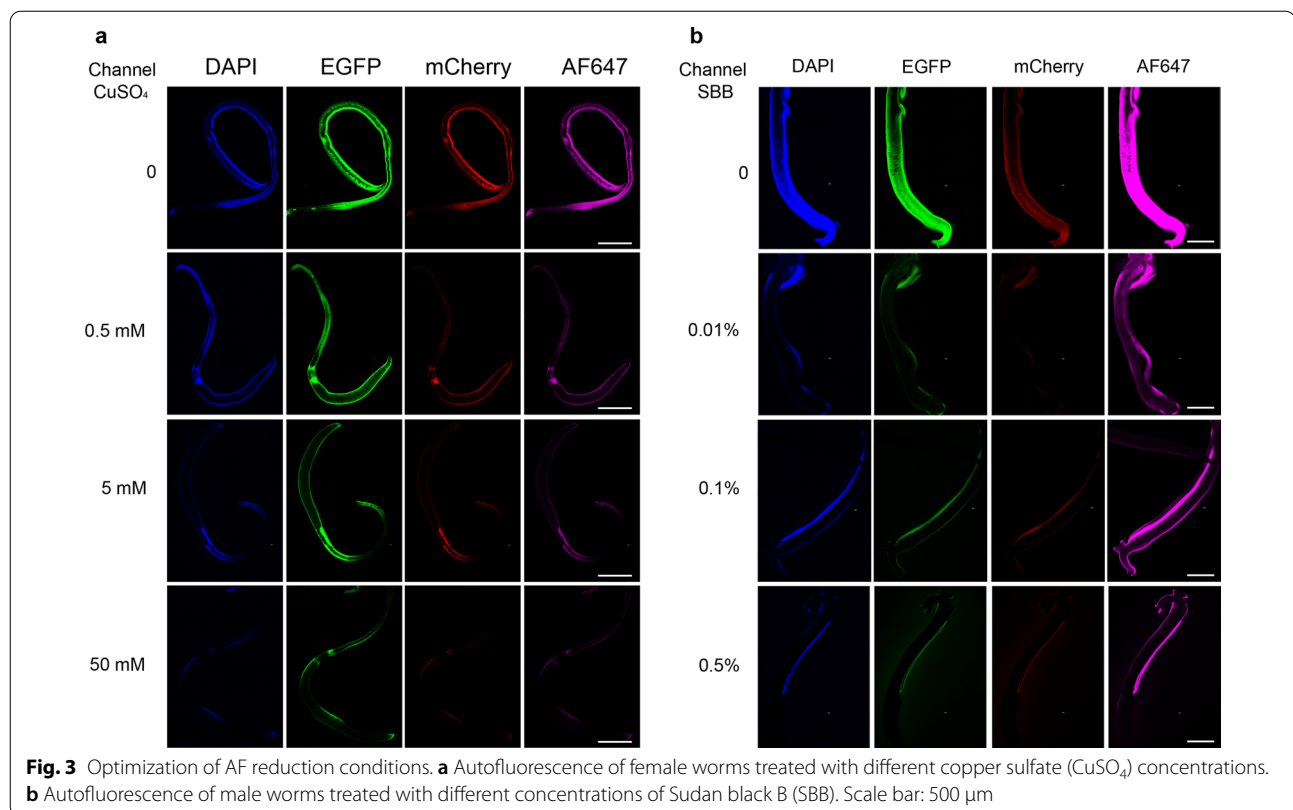 a
Channel DAPI EGFP mCherry AF647
CuSO₄
0
0.5 mM
5 mM
50 mM
b
Channel DAPI EGFP mCherry AF647
SBB
0
0.01%
0.1%
0.5%
Fig. 3 Optimization of AF reduction conditions. a Autofluorescence of female worms treated with different copper sulfate (CuSO₄) concentrations.
b Autofluorescence of male worms treated with different concentrations of Sudan black B (SBB). Scale bar: 500 µm